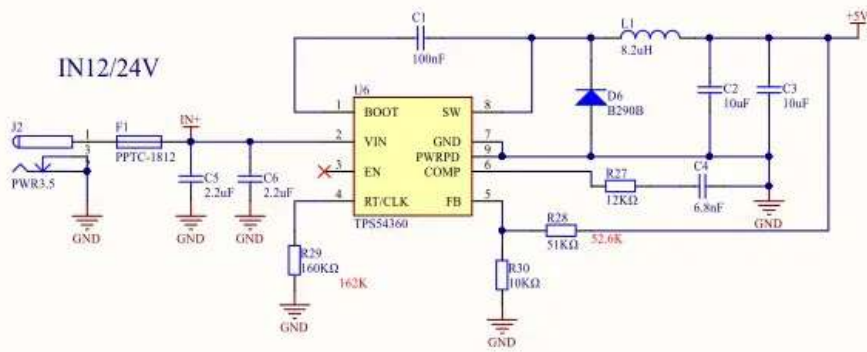 IN12/24V
C1
100nF
L1
8.2uH
+5V
U6
1 BOOT SW 8
2 VIN GND 7
PWRPD 9
3 EN COMP 6
4 RT/CLK FB 5
TPS54360
D6
B290B
C2
10uF
C3
10uF
J2
1
3
PWR3.5
F1
PPTC-1812
IN+
C5
2.2uF
C6
2.2uF
GND
GND
GND
R27
12KΩ
C4
6.8nF
GND
R28
51KΩ
52.6K
R29
160KΩ
162K
GND
R30
10KΩ
GND